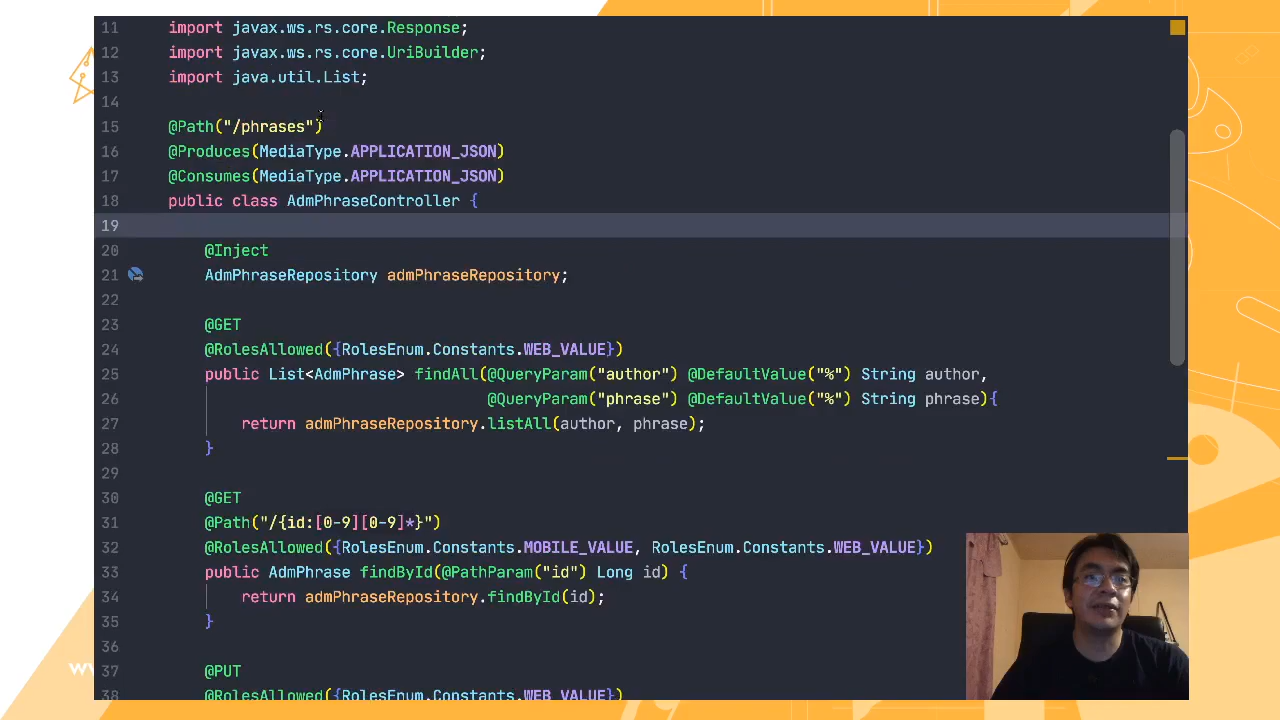 11 import javax.ws.rs.core.Response;
12 import javax.ws.rs.core.UriBuilder;
13 import java.util.List;
14
15 @Path("/phrases")
16 @Produces(MediaType.APPLICATION_JSON)
17 @Consumes(MediaType.APPLICATION_JSON)
18 public class AdmPhraseController {
19
20 @Inject
21 AdmPhraseRepository admPhraseRepository;
22
23 @GET
24 @RolesAllowed({RolesEnum.Constants.WEB_VALUE})
25 public List<AdmPhrase> findAll(@QueryParam("author") @DefaultValue("%") String author,
26 @QueryParam("phrase") @DefaultValue("%") String phrase){
27 return admPhraseRepository.listAll(author, phrase);
28 }
29
30 @GET
31 @Path("/{id:[0-9][0-9]*}")
32 @RolesAllowed({RolesEnum.Constants.MOBILE_VALUE, RolesEnum.Constants.WEB_VALUE})
33 public AdmPhrase findById(@PathParam("id") Long id) {
34 return admPhraseRepository.findById(id);
35 }
36
37 @PUT
38 @RolesAllowed({RolesEnum.Constants.WEB_VALUE})